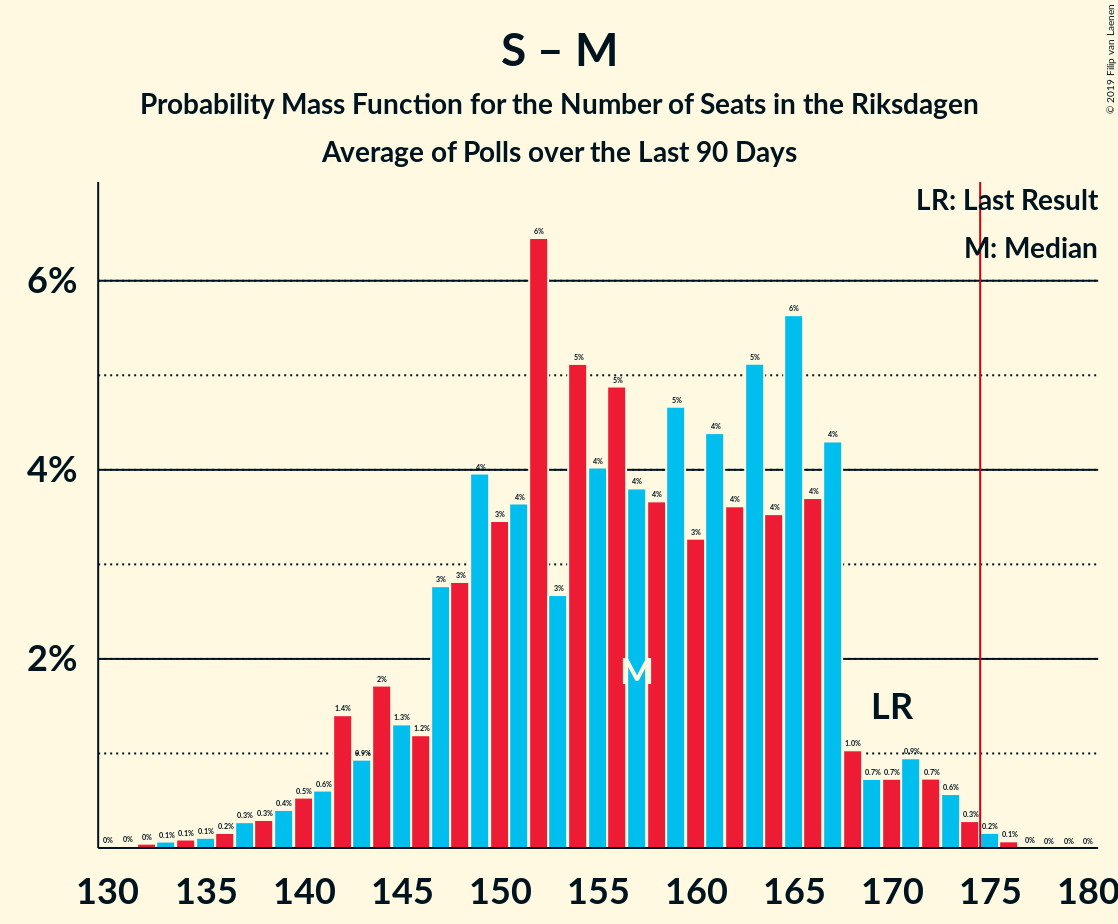 S – M
Probability Mass Function for the Number of Seats in the Riksdagen
Average of Polls over the Last 90 Days
© 2019 Filip van Laenen
LR: Last Result
M: Median
6%
4%
2%
0% 0% 0% 0.1% 0.1% 0.1% 0.2% 0.3% 0.3% 0.4% 0.5% 0.6% 1.4% 0.9% 2% 1.3% 1.2% 3% 3% 4% 3% 4% 6% 3% 5% 4% 5% 4% 4% 5% 3% 4% 4% 5% 4% 6% 4% 4% 1.0% 0.7% 0.7% 0.9% 0.7% 0.6% 0.3% 0.2% 0.1% 0% 0% 0% 0%
M
LR
130 135 140 145 150 155 160 165 170 175 180